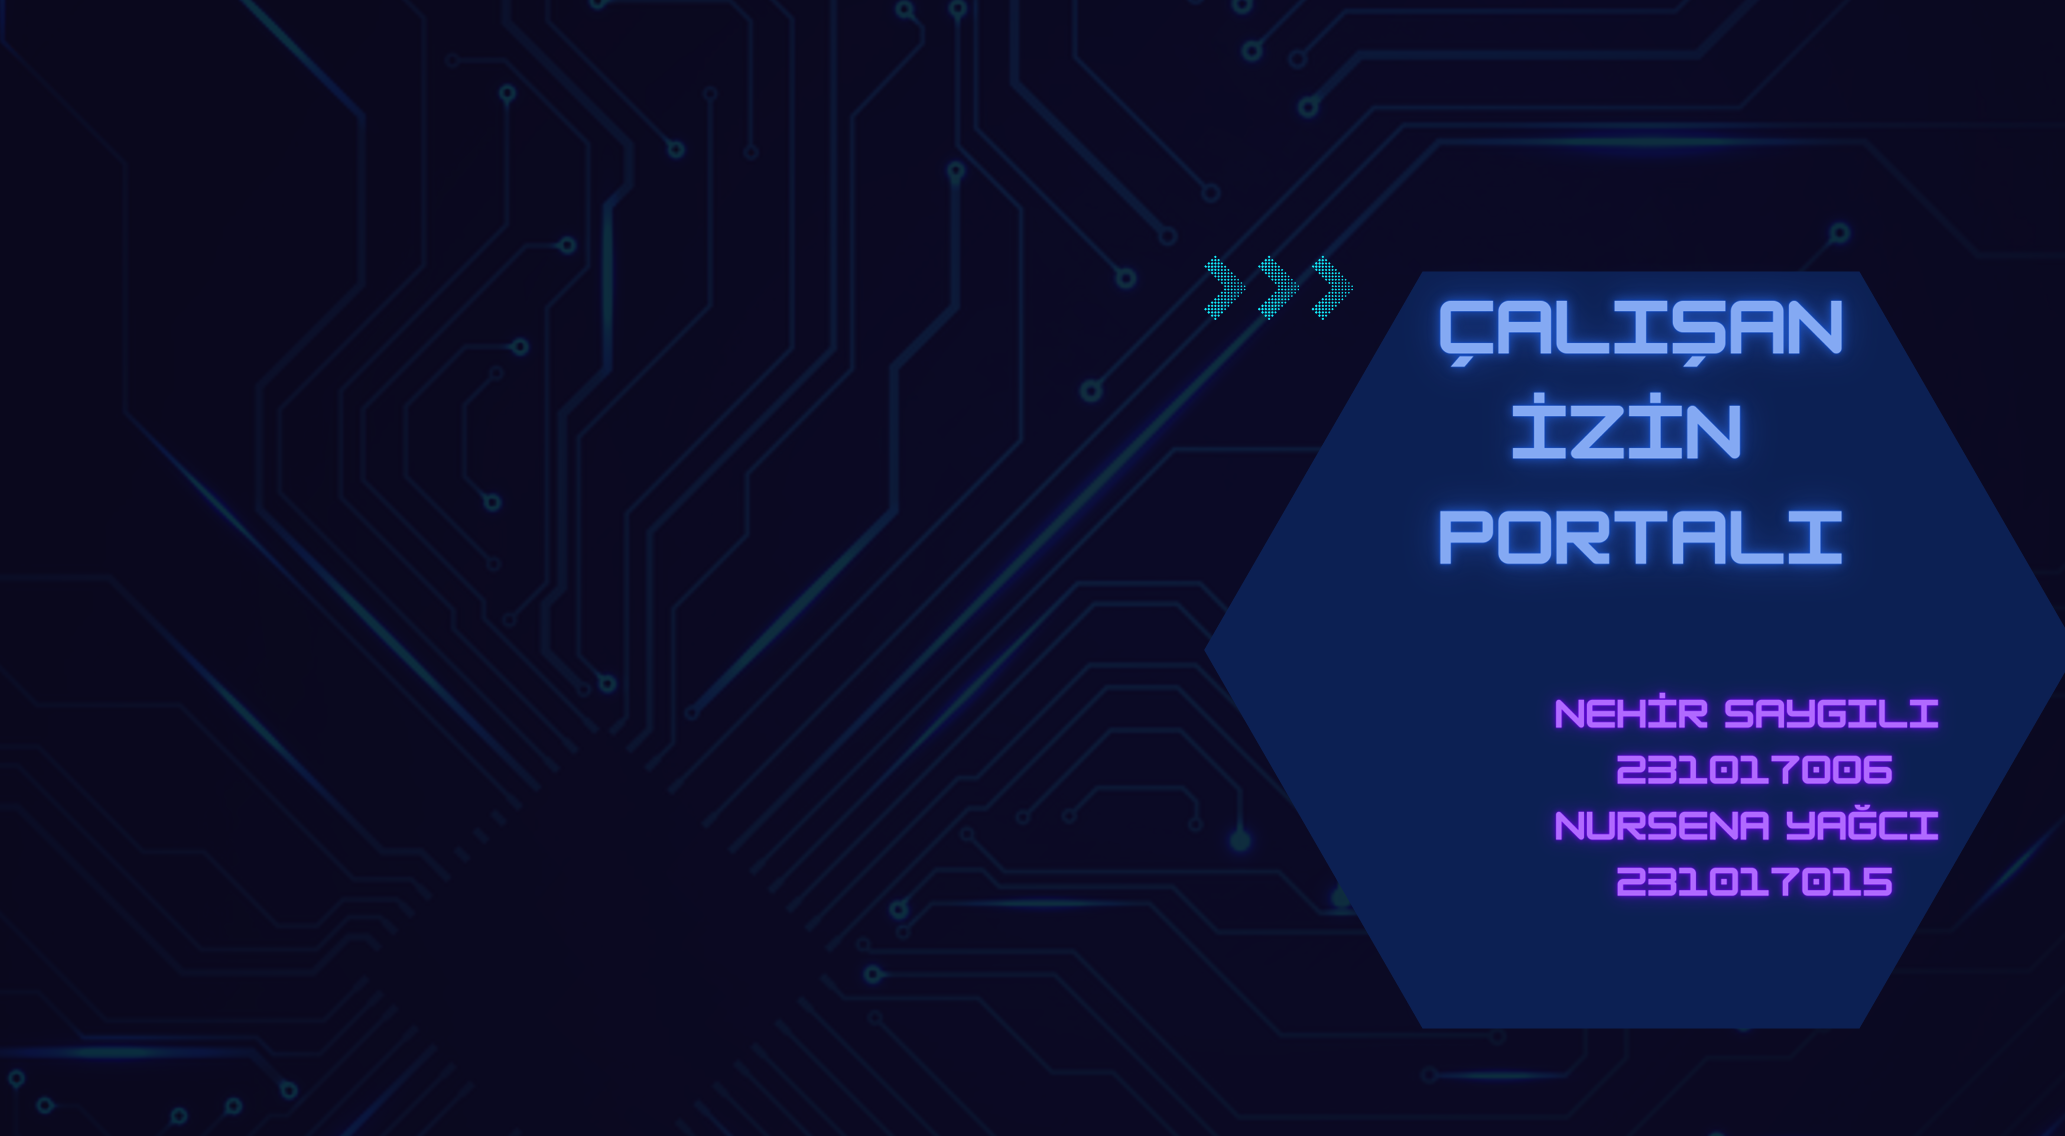 ÇALIŞAN
İZİN
PORTALI
NEHİR SAYGILI
231017006
NURSENA YAĞCI
231017015